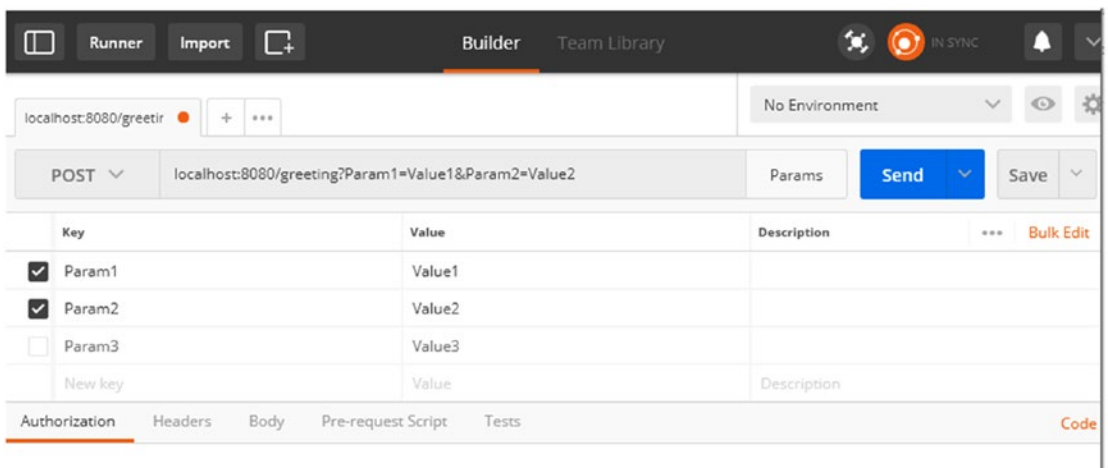 Runner Import Builder Team Library IN SYNC
localhost:8080/greetir + ••• No Environment
POST localhost:8080/greeting?Param1=Value1&Param2=Value2 Params Send Save
Key Value Description ••• Bulk Edit
Param1 Value1
Param2 Value2
Param3 Value3
New key Value Description
Authorization Headers Body Pre-request Script Tests Code